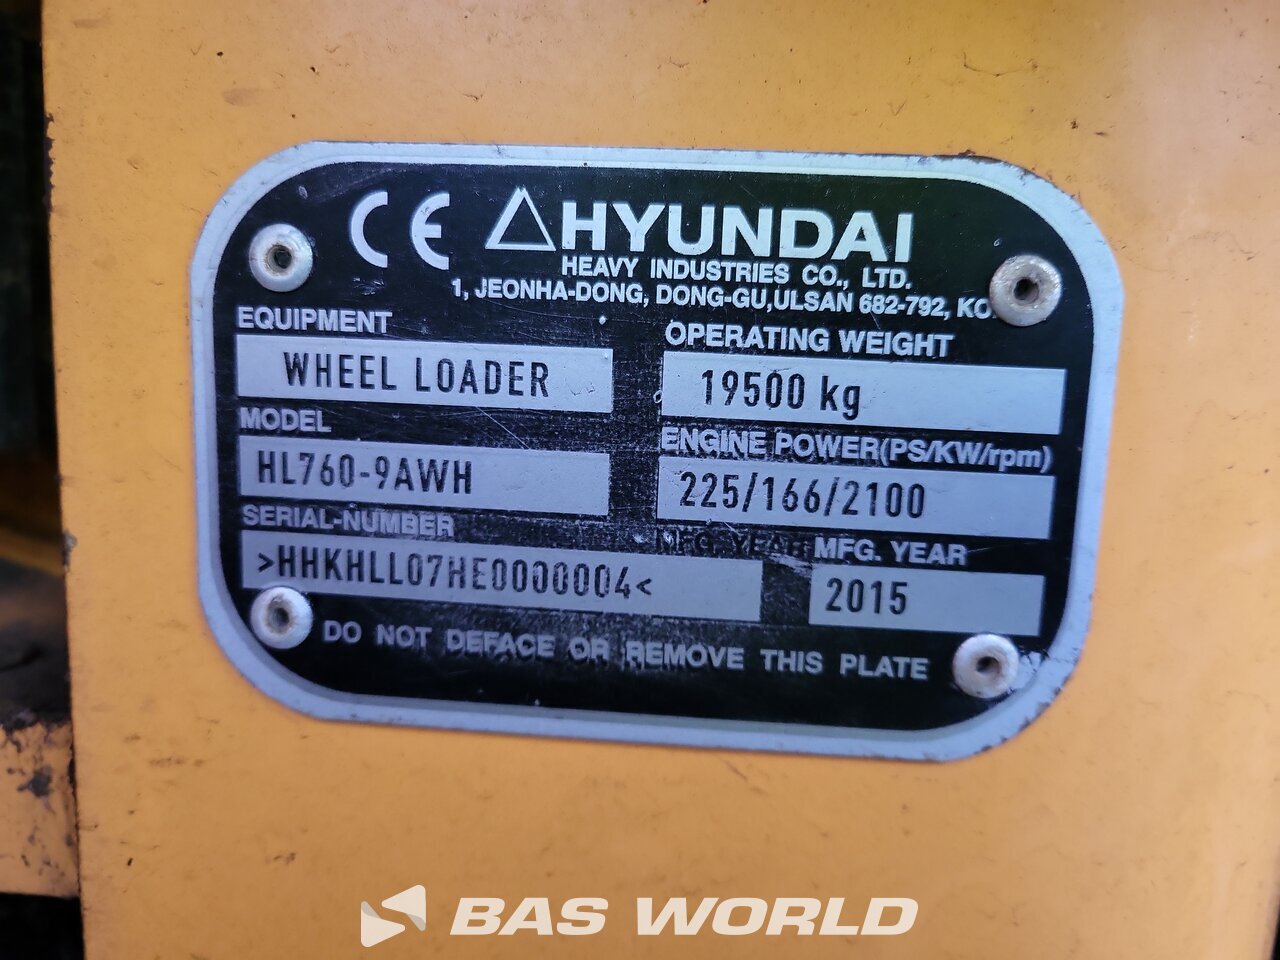 CE HYUNDAI
HEAVY INDUSTRIES CO., LTD.
1, JEONHA-DONG, DONG-GU,ULSAN 682-792, KO
EQUIPMENT
WHEEL LOADER
OPERATING WEIGHT
19500 kg
MODEL
HL760-9AWH
ENGINE POWER(PS/KW/rpm)
225/166/2100
SERIAL-NUMBER
>HHKHLL07HE0000004<
MFG. YEAR MFG. YEAR
2015
DO NOT DEFACE OR REMOVE THIS PLATE
BAS WORLD